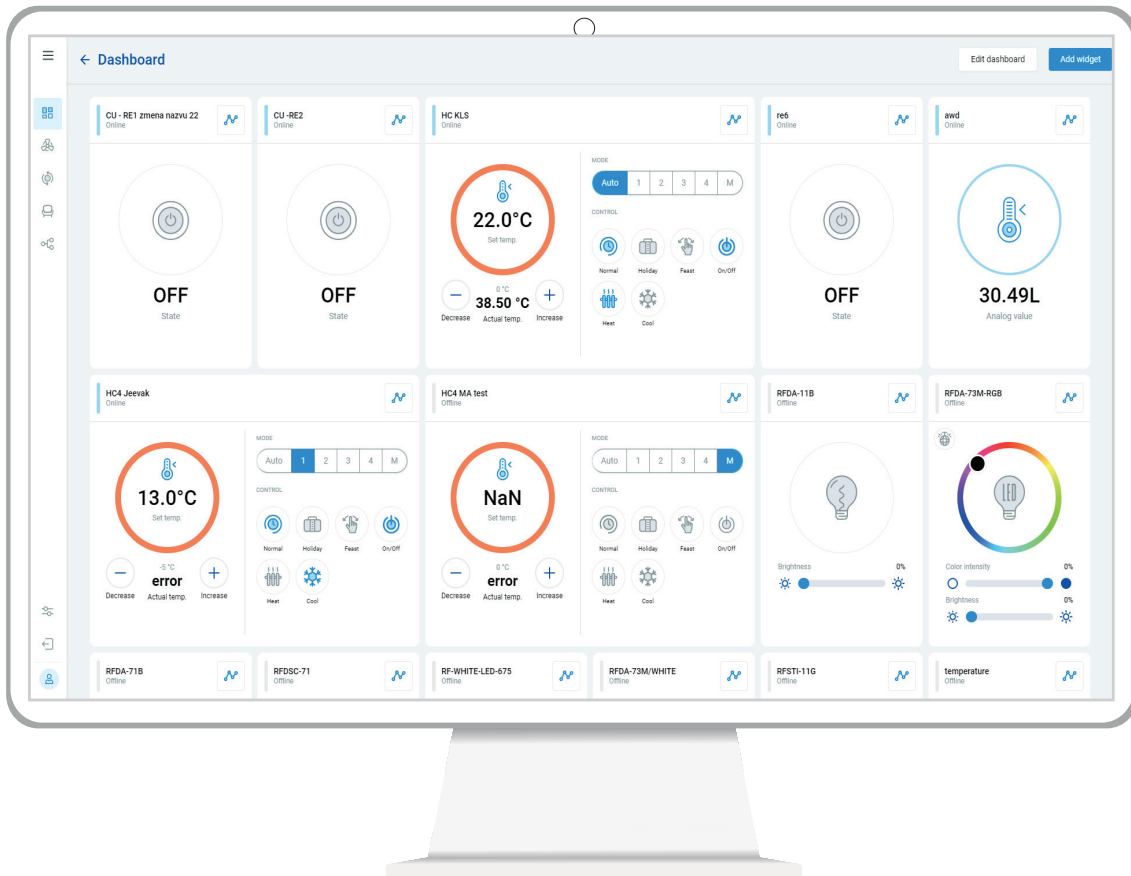 Dashboard
Edit dashboard
Add widget
CU - RE1 zmena nazvu 22
Online
OFF
State
CU -RE2
Online
OFF
State
HC KLS
Online
22.0°C
Set temp.
0 °C
38.50 °C
Decrease
Actual temp.
Increase
MODE
Auto 1 2 3 4 M
CONTROL
Normal Holiday Feast On/Off
Heat Cool
re6
Online
OFF
State
awd
Online
30.49L
Analog value
HC4 Jeevak
Online
13.0°C
Set temp.
-5 °C
error
Decrease
Actual temp.
Increase
MODE
Auto 1 2 3 4 M
CONTROL
Normal Holiday Feast On/Off
Heat Cool
HC4 MA test
Offline
NaN
Set temp.
0 °C
error
Decrease
Actual temp.
Increase
MODE
Auto 1 2 3 4 M
CONTROL
Normal Holiday Feast On/Off
Heat Cool
RFDA-11B
Offline
Brightness 0%
RFDA-73M-RGB
Offline
Color intensity 0%
Brightness 0%
RFDA-71B
Offline
RFDSC-71
Offline
RF-WHITE-LED-675
Offline
RFDA-73M/WHITE
Offline
RFSTI-11G
Offline
temperature
Offline